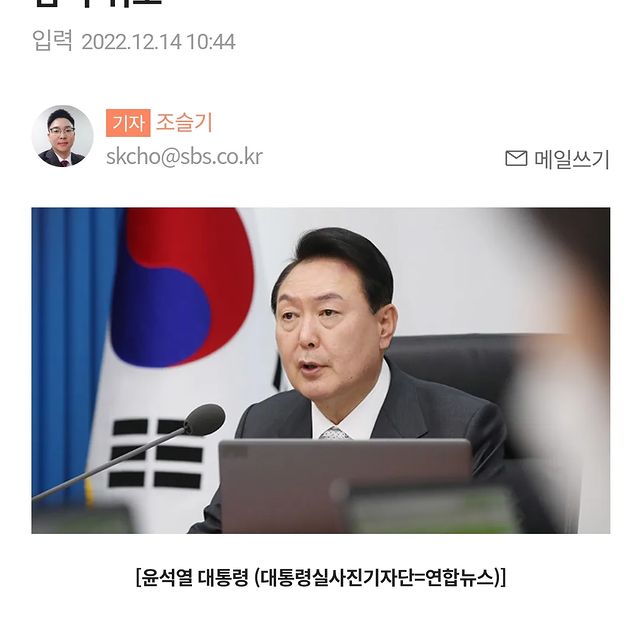 입력 2022.12.14 10:44
기자 조슬기
skcho@sbs.co.kr
메일쓰기
[윤석열 대통령 (대통령실사진기자단=연합뉴스)]